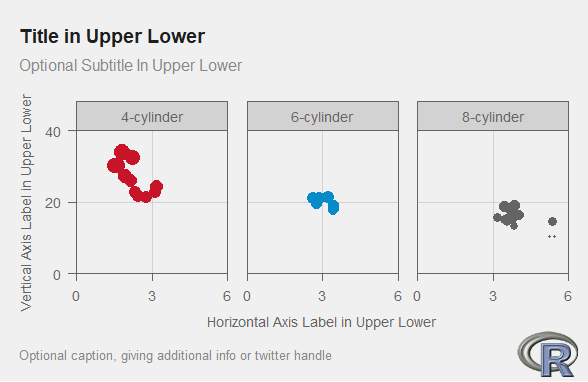 Title in Upper Lower
Optional Subtitle In Upper Lower
4-cylinder 6-cylinder 8-cylinder
Vertical Axis Label in Upper Lower
40
20
0
0 3 6 0 3 6 0 3 6
Horizontal Axis Label in Upper Lower
Optional caption, giving additional info or twitter handle
R